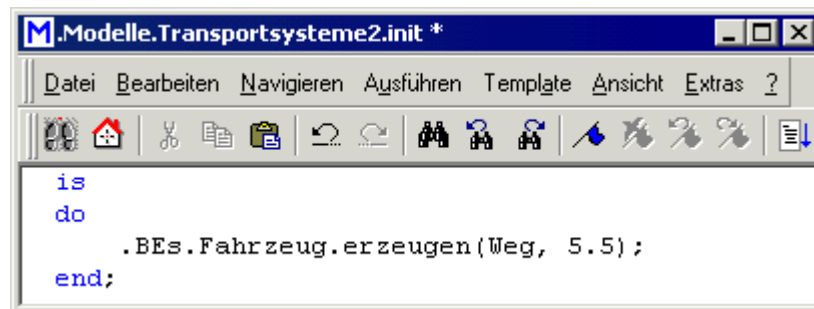 M .Modelle.Transportsysteme2.init *
Datei Bearbeiten Navigieren Ausführen Template Ansicht Extras ?
is
do
.BEs.Fahrzeug.erzeugen(Weg, 5.5);
end;